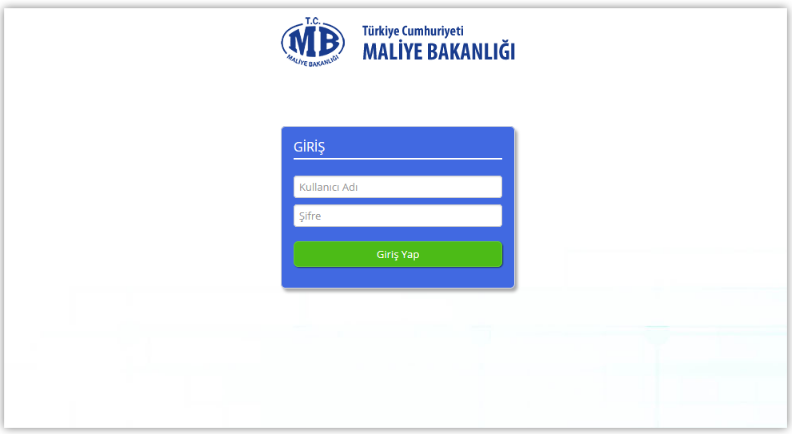 T.C.
MB
MALİYE BAKANLIĞI
Türkiye Cumhuriyeti
MALİYE BAKANLIĞI
GİRİŞ
Kullanıcı Adı
Şifre
Giriş Yap